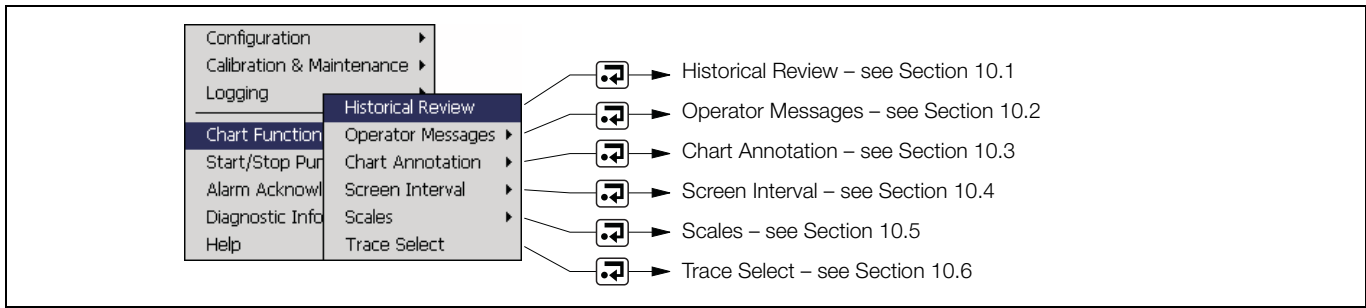 Configuration
Calibration & Maintenance
Logging
Chart Function
Start/Stop Pur
Alarm Acknowl
Diagnostic Info
Help
Historical Review
Operator Messages
Chart Annotation
Screen Interval
Scales
Trace Select
Historical Review – see Section 10.1
Operator Messages – see Section 10.2
Chart Annotation – see Section 10.3
Screen Interval – see Section 10.4
Scales – see Section 10.5
Trace Select – see Section 10.6